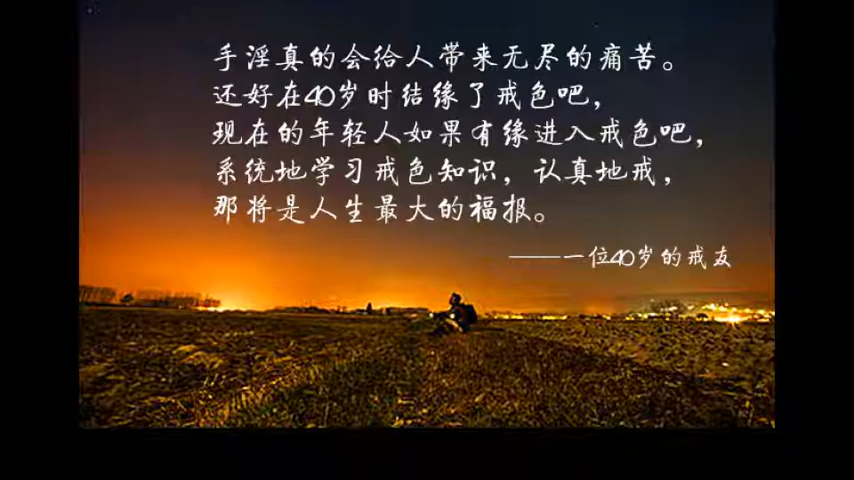 手淫真的会给人带来无尽的痛苦。
还好在40岁时结缘了戒色吧，
现在的年轻人如果有缘进入戒色吧，
系统地学习戒色知识，认真地戒，
那将是人生最大的福报。
——一位40岁的戒友